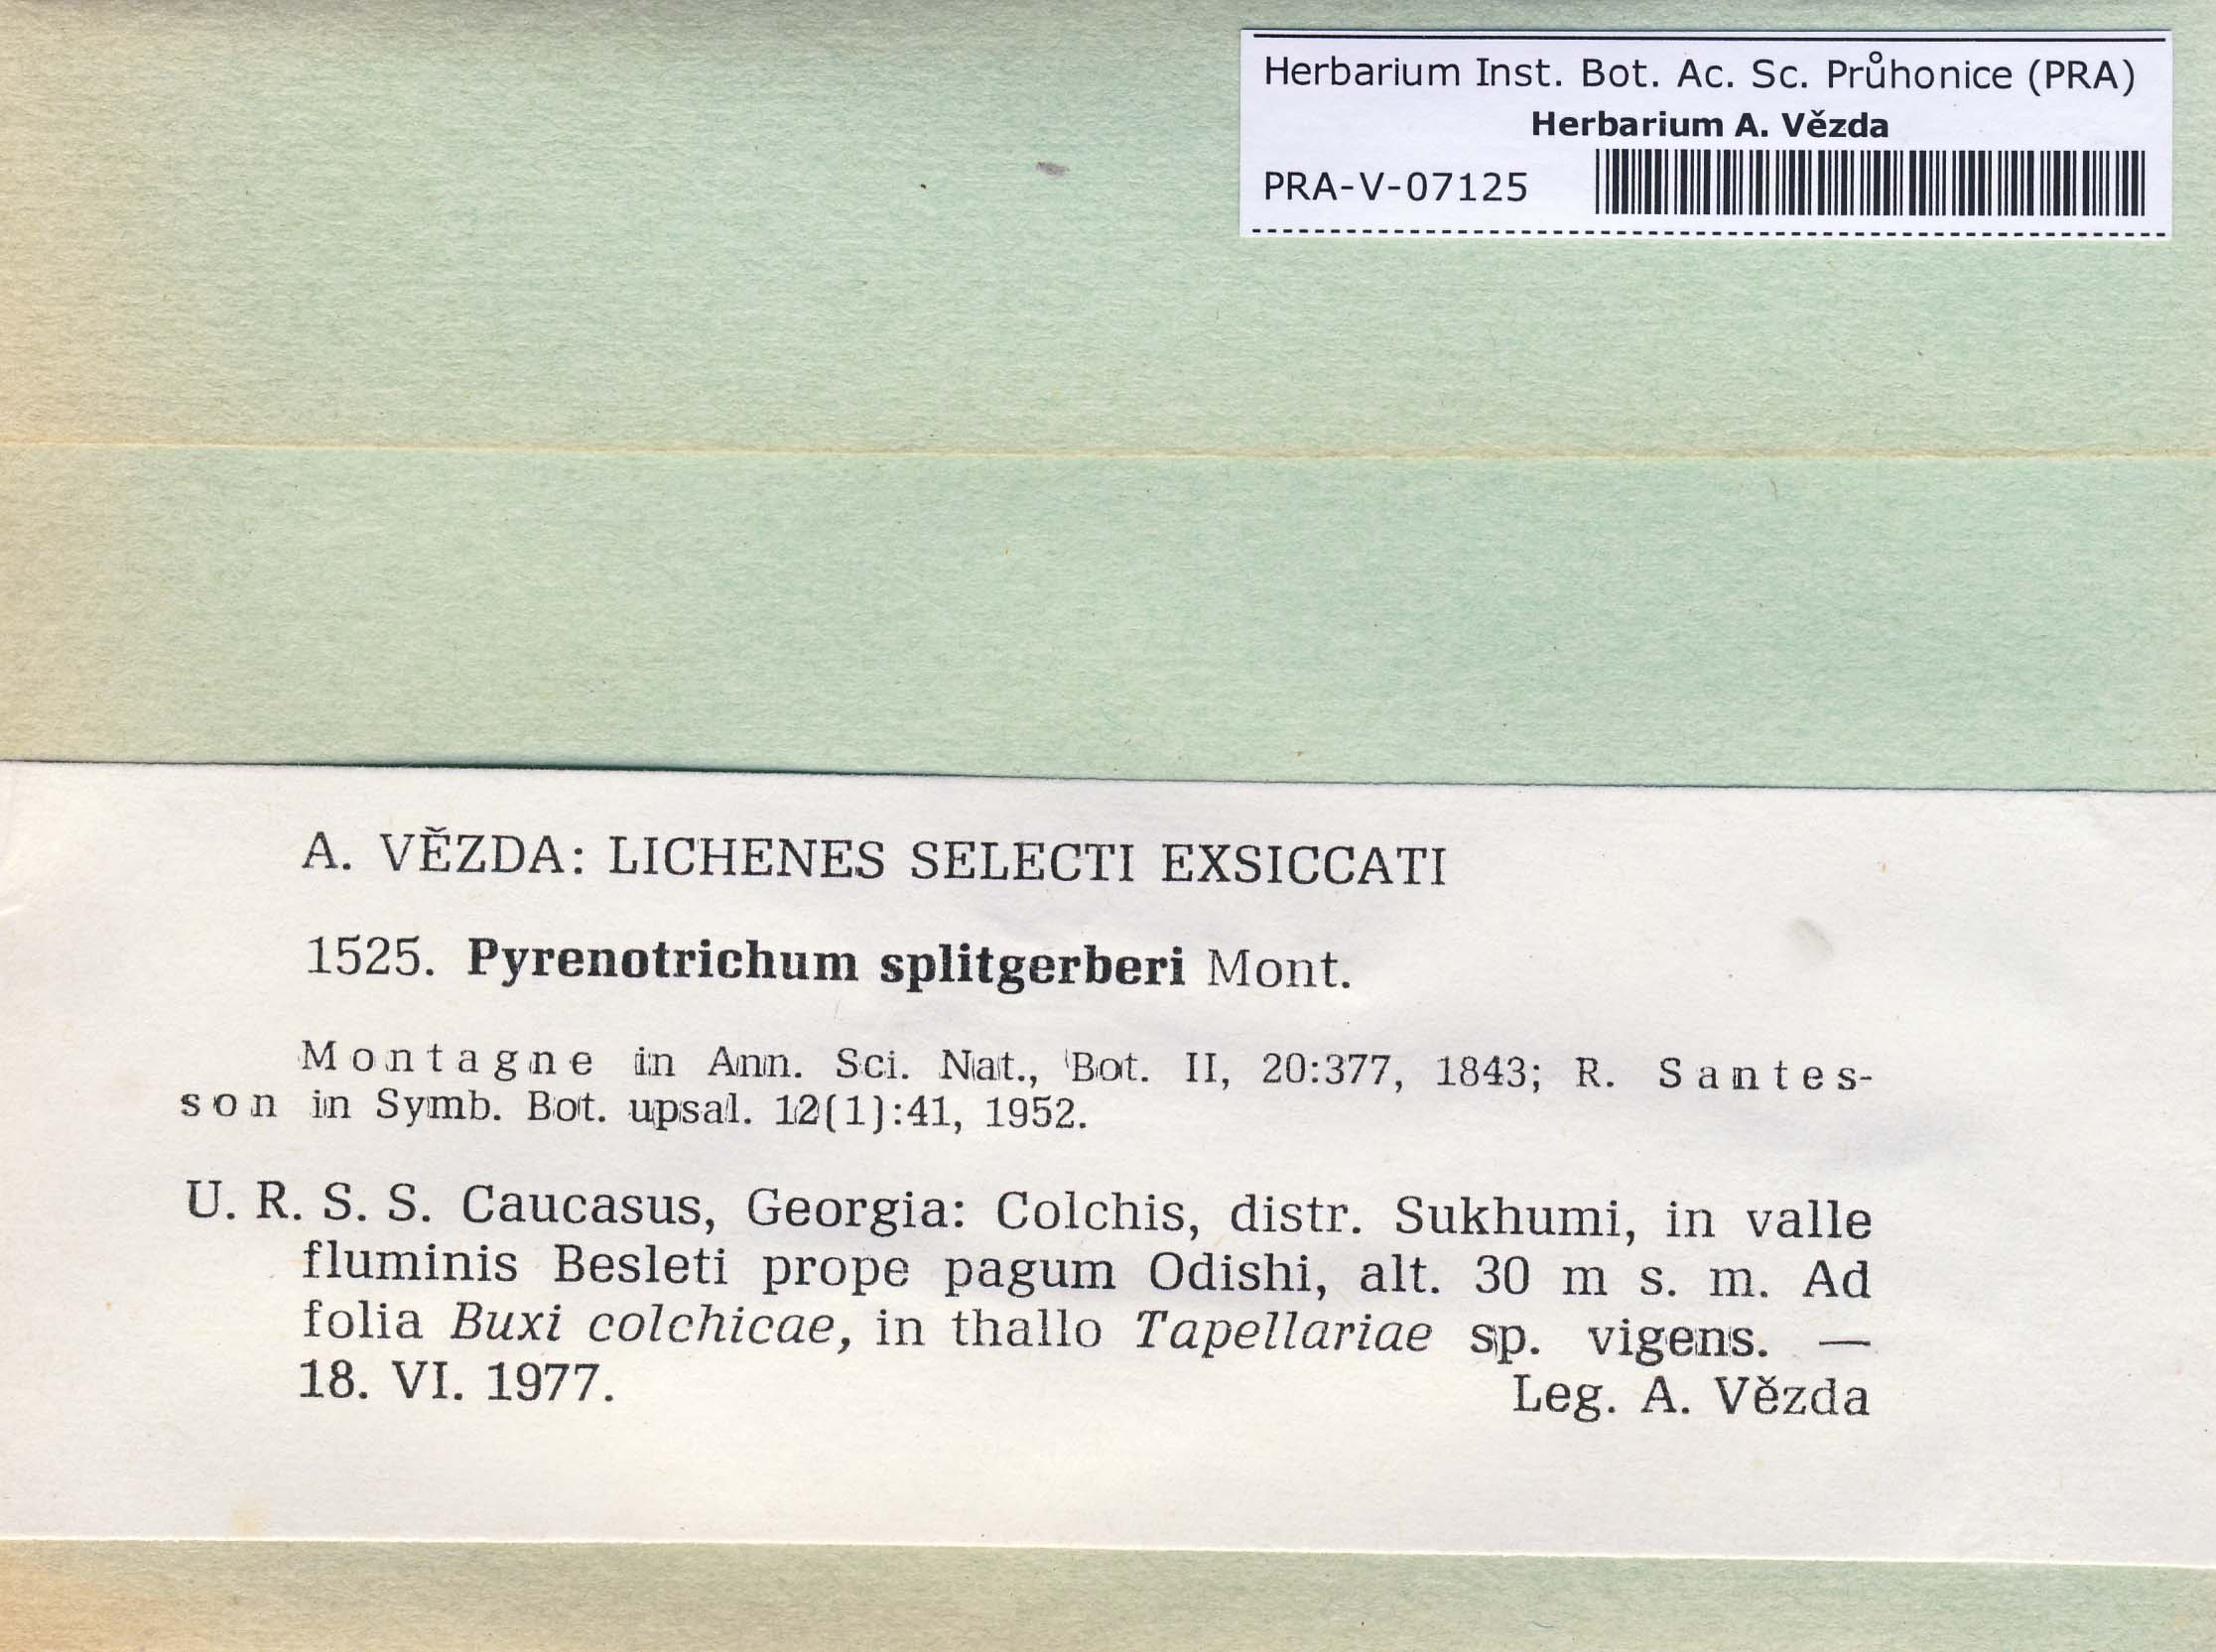 Herbarium Inst. Bot. Ac. Sc. Průhonice (PRA)
Herbarium A. Vězda
PRA-V-07125
A. VĚZDA: LICHENES SELECTI EXSICCATI
1525. Pyrenotrichum splitgerberi Mont.
Montagne in Ann. Sci. Nat., Bot. II, 20:377, 1843; R. Santes-
son in Symb. Bot. upsal. 12(1):41, 1952.
U. R. S. S. Caucasus, Georgia: Colchis, distr. Sukhumi, in valle
fluminis Besleti prope pagum Odishi, alt. 30 m s. m. Ad
folia Buxi colchicae, in thallo Tapellariae sp. vigens. —
18. VI. 1977. Leg. A. Vězda